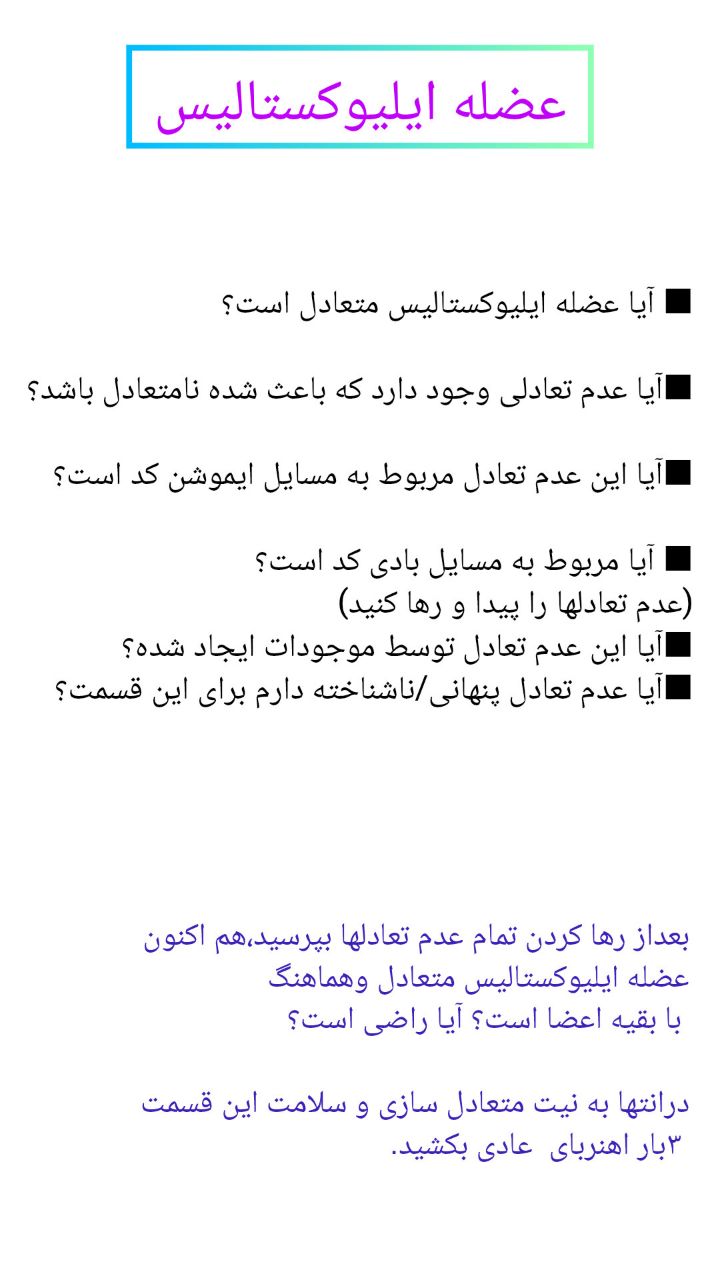 عضله ایلیوکستالیس
■ آیا عضله ایلیوکستالیس متعادل است؟
■آیا عدم تعادلی وجود دارد که باعث شده نامتعادل باشد؟
■آیا این عدم تعادل مربوط به مسایل ایموشن کد است؟
■ آیا مربوط به مسایل بادی کد است؟
(عدم تعادلها را پیدا و رها کنید)
■آیا این عدم تعادل توسط موجودات ایجاد شده؟
■آیا عدم تعادل پنهانی/ناشناخته دارم برای این قسمت؟
بعداز رها کردن تمام عدم تعادلها بپرسید،هم اکنون
عضله ایلیوکستالیس متعادل وهماهنگ
با بقیه اعضا است؟ آیا راضی است؟
درانتها به نیت متعادل سازی و سلامت این قسمت
۳بار اهنربای عادی بکشید.